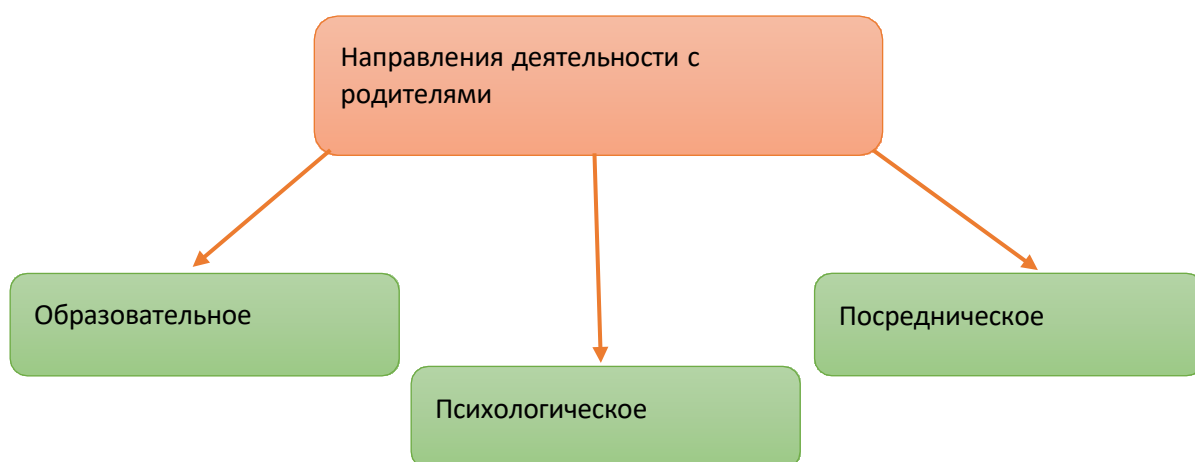 Направления деятельности с
родителями
Образовательное
Психологическое
Посредническое